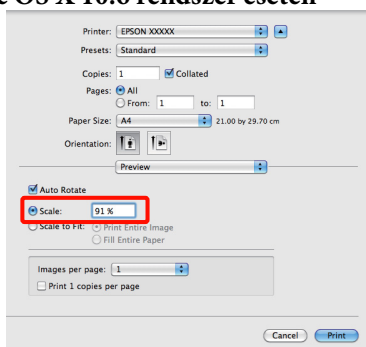 OS X 10.6 rendszer esetén
Printer: EPSON XXXXX
Presets: Standard
Copies: 1 Collated
Pages: All
From: 1 to: 1
Paper Size: A4 21.00 by 29.70 cm
Orientation:
Preview
Auto Rotate
Scale: 91 %
Scale to Fit: Print Entire Image
Fill Entire Paper
Images per page: 1
Print 1 copies per page
Cancel Print